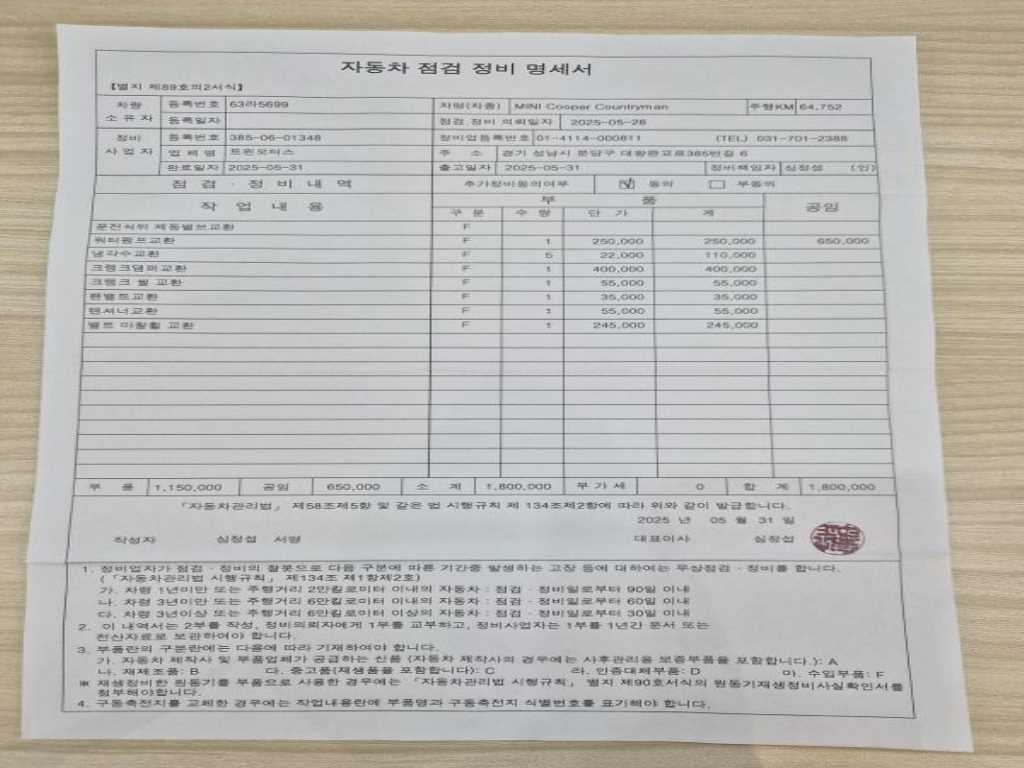 자동차 점검 정비 명세서
【별지 제89호의2서식】
차량 소유자 등록번호 63라5699 차명(차종) MINI Cooper Countryman 주행KM 64,752
등록일자 점검.정비 의뢰일자 2025-05-28
정비 사업자 등록번호 385-06-01348 정비업등록번호 01-4114-000811 (TEL) 031-701-2388
업체명 트윈모터스 주 소 경기 성남시 분당구 대왕판교로385번길 6
완료일자 2025-05-31 출고일자 2025-05-31 정비책임자 심정섭 (인)
점검·정비내역 추가정비동의여부 동의 부동의
작업내용 부품 공임
구분 수량 단가 계
운전석뒤 제동밸브교환 F
워터펌프교환 F 1 250,000 250,000 650,000
냉각수교환 F 5 22,000 110,000
크랭크댐퍼교환 F 1 400,000 400,000
크랭크 씰 교환 F 1 55,000 55,000
팬밸트교환 F 1 35,000 35,000
텐셔너교환 F 1 55,000 55,000
밸트 마찰휠 교환 F 1 245,000 245,000
부품 1,150,000 공임 650,000 소계 1,800,000 부가세 0 합계 1,800,000
「자동차관리법」 제58조제5항 및 같은 법 시행규칙 제 134조제2항에 따라 위와 같이 발급합니다.
2025 년 05 월 31 일
작성자 심정섭 서명 대표이사 심정섭
1. 정비업자가 점검·정비의 잘못으로 다음 구분에 따른 기간중 발생하는 고장 등에 대하여는 무상점검·정비를 합니다.
(「자동차관리법 시행규칙」 제134조 제1항제2호)
가. 차령 1년미만 또는 주행거리 2만킬로미터 이내의 자동차 : 점검·정비일로부터 90일 이내
나. 차령 3년미만 또는 주행거리 6만킬로미터 이내의 자동차 : 점검·정비일로부터 60일 이내
다. 차령 3년이상 또는 주행거리 6만킬로미터 이상의 자동차 : 점검·정비일로부터 30일 이내
2. 이 내역서는 2부를 작성, 정비의뢰자에게 1부를 교부하고, 정비사업자는 1부를 1년간 문서 또는
전산자료로 보관하여야 합니다.
3. 부품란의 구분란에는 다음에 따라 기재하여야 합니다.
가. 자동차 제작사 및 부품업체가 공급하는 신품 (자동차 제작사의 경우에는 사후관리용 보증부품을 포함합니다.): A
나. 재제조품: B 다. 중고품(재생품을 포함합니다): C 라. 인증대체부품: D 마. 수입부품: F
※ 재생정비한 원동기를 부품으로 사용한 경우에는 「자동차관리법 시행규칙」 별지 제90호서식의 원동기재생정비사실확인서를
첨부해야합니다.
4. 구동축전지를 교체한 경우에는 작업내용란에 부품명과 구동축전지 식별번호를 표기해야 합니다.